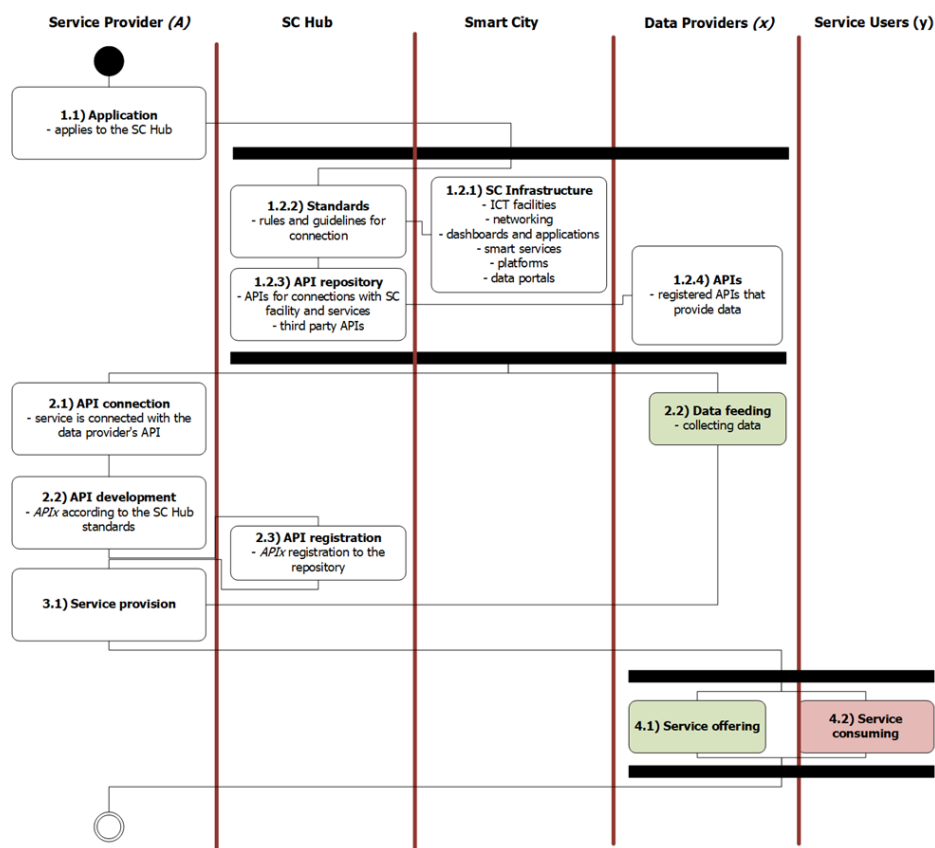 Service Provider (A)
SC Hub
Smart City
Data Providers (x)
Service Users (y)
1.1) Application
- applies to the SC Hub
1.2.2) Standards
- rules and guidelines for
connection
1.2.1) SC Infrastructure
- ICT facilities
- networking
- dashboards and applications
- smart services
- platforms
- data portals
1.2.3) API repository
- APIs for connections with SC
facility and services
- third party APIs
1.2.4) APIs
- registered APIs that
provide data
2.1) API connection
- service is connected with the
data provider's API
2.2) Data feeding
- collecting data
2.2) API development
- APIx according to the SC Hub
standards
2.3) API registration
- APIx registration to the
repository
3.1) Service provision
4.1) Service offering
4.2) Service
consuming